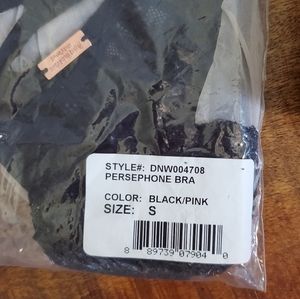 STYLE#: DNW004708
PERSEPHONE BRA
COLOR: BLACK/PINK
SIZE: S
8 89739 07904 0